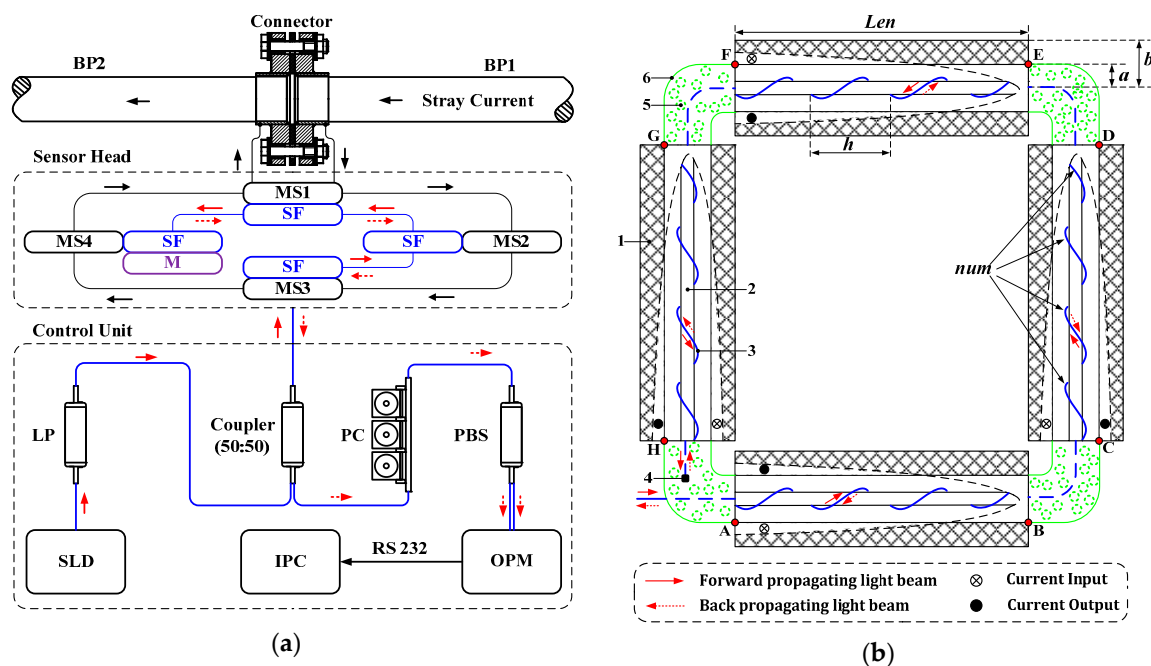 Connector
BP2
BP1
Stray Current
Sensor Head
MS1
SF
MS4
SF
SF
MS2
M
SF
MS3
Control Unit
LP
Coupler
(50:50)
PC
PBS
SLD
IPC
RS 232
OPM
(a)
Len
b
F
E
a
6
5
G
D
h
1
num
2
3
H
C
4
A
B
Forward propagating light beam
Current Input
Back propagating light beam
Current Output
(b)